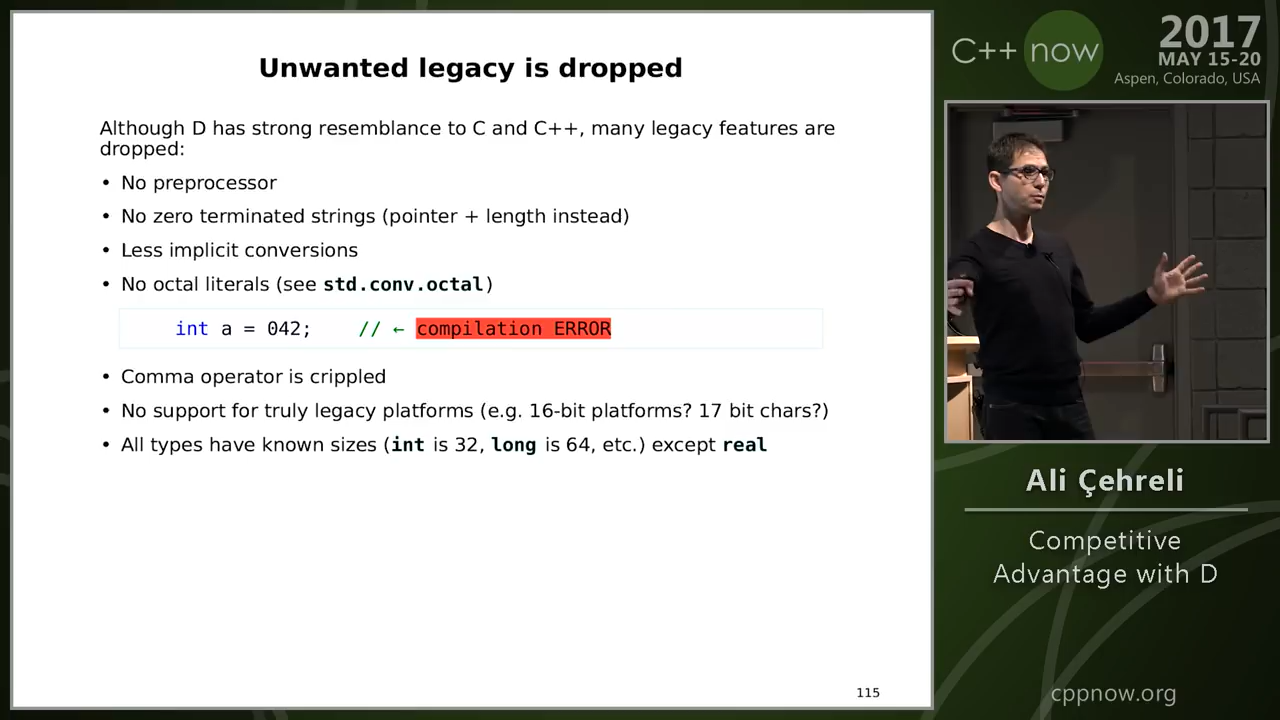 Unwanted legacy is dropped
Although D has strong resemblance to C and C++, many legacy features are
dropped:
• No preprocessor
• No zero terminated strings (pointer + length instead)
• Less implicit conversions
• No octal literals (see std.conv.octal)
int a = 042; // ← compilation ERROR
• Comma operator is crippled
• No support for truly legacy platforms (e.g. 16-bit platforms? 17 bit chars?)
• All types have known sizes (int is 32, long is 64, etc.) except real
115
C++ now
2017
MAY 15-20
Aspen, Colorado, USA
Ali Çehreli
Competitive
Advantage with D
cppnow.org